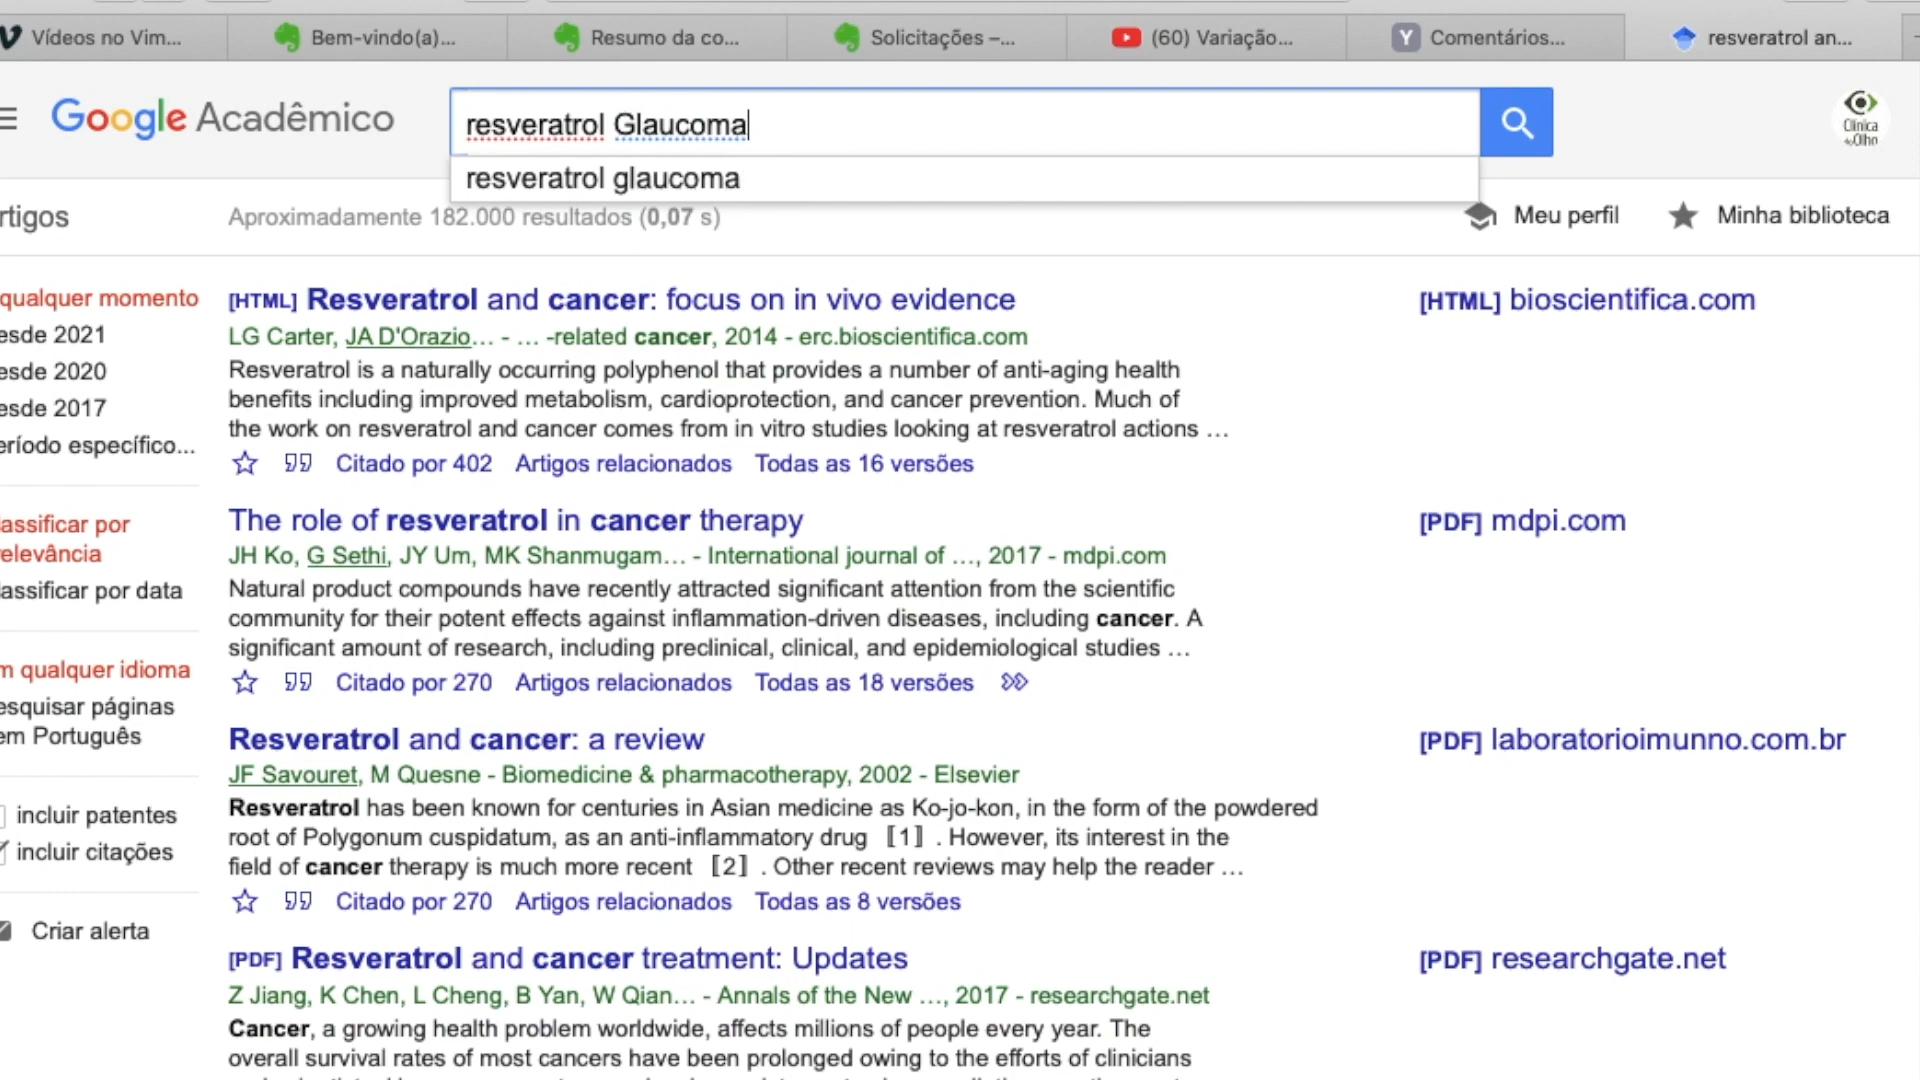 Vídeos no Vim...
Bem-vindo(a)...
Resumo da co...
Solicitações –...
(60) Variação...
Y Comentários...
resveratrol an...
Google Acadêmico
resveratrol Glaucoma
resveratrol glaucoma
Clínica do Olho
rtigos
Aproximadamente 182.000 resultados (0,07 s)
Meu perfil
Minha biblioteca
qualquer momento
esde 2021
esde 2020
esde 2017
eríodo específico...
assificar por
elevância
assificar por data
m qualquer idioma
esquisar páginas
em Português
incluir patentes
incluir citações
Criar alerta
[HTML] Resveratrol and cancer: focus on in vivo evidence
LG Carter, JA D'Orazio… - … -related cancer, 2014 - erc.bioscientifica.com
Resveratrol is a naturally occurring polyphenol that provides a number of anti-aging health
benefits including improved metabolism, cardioprotection, and cancer prevention. Much of
the work on resveratrol and cancer comes from in vitro studies looking at resveratrol actions …
Citado por 402 Artigos relacionados Todas as 16 versões
[HTML] bioscientifica.com
The role of resveratrol in cancer therapy
JH Ko, G Sethi, JY Um, MK Shanmugam… - International journal of …, 2017 - mdpi.com
Natural product compounds have recently attracted significant attention from the scientific
community for their potent effects against inflammation-driven diseases, including cancer. A
significant amount of research, including preclinical, clinical, and epidemiological studies …
Citado por 270 Artigos relacionados Todas as 18 versões
[PDF] mdpi.com
Resveratrol and cancer: a review
JF Savouret, M Quesne - Biomedicine & pharmacotherapy, 2002 - Elsevier
Resveratrol has been known for centuries in Asian medicine as Ko-jo-kon, in the form of the powdered
root of Polygonum cuspidatum, as an anti-inflammatory drug [1] . However, its interest in the
field of cancer therapy is much more recent [2] . Other recent reviews may help the reader …
Citado por 270 Artigos relacionados Todas as 8 versões
[PDF] laboratorioimunno.com.br
[PDF] Resveratrol and cancer treatment: Updates
Z Jiang, K Chen, L Cheng, B Yan, W Qian… - Annals of the New …, 2017 - researchgate.net
Cancer, a growing health problem worldwide, affects millions of people every year. The
overall survival rates of most cancers have been prolonged owing to the efforts of clinicians
[PDF] researchgate.net